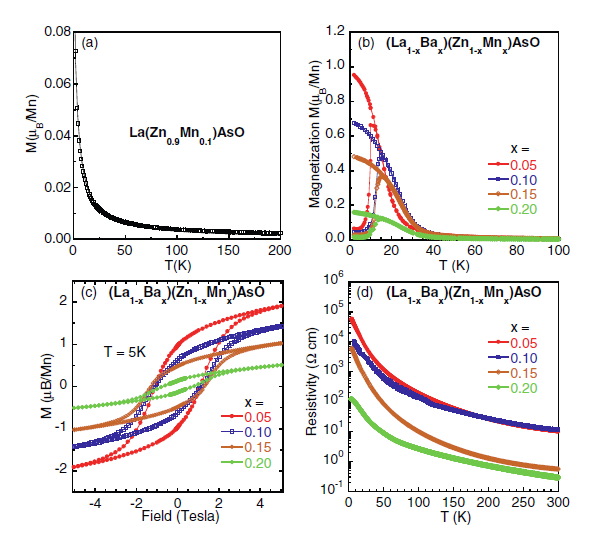 (a)
0.08
0.06
0.04
0.02
0.00
M(μB/Mn)
La(Zn0.9Mn0.1)AsO
0 50 100 150 200
T(K)
(b) (La1-xBax)(Zn1-xMnx)AsO
1.2
1.0
0.8
0.6
0.4
0.2
0.0
Magnetization M(μB/Mn)
x =
0.05
0.10
0.15
0.20
0 20 40 60 80 100
T (K)
(c) (La1-xBax)(Zn1-xMnx)AsO
2
1
0
-1
-2
M (μB/Mn)
T = 5K
x =
0.05
0.10
0.15
0.20
-4 -2 0 2 4
Field (Tesla)
(d) (La1-xBax)(Zn1-xMnx)AsO
10^6
10^5
10^4
10^3
10^2
10^1
10^0
10^-1
Resistivity (Ω cm)
x =
0.05
0.10
0.15
0.20
0 50 100 150 200 250 300
T (K)